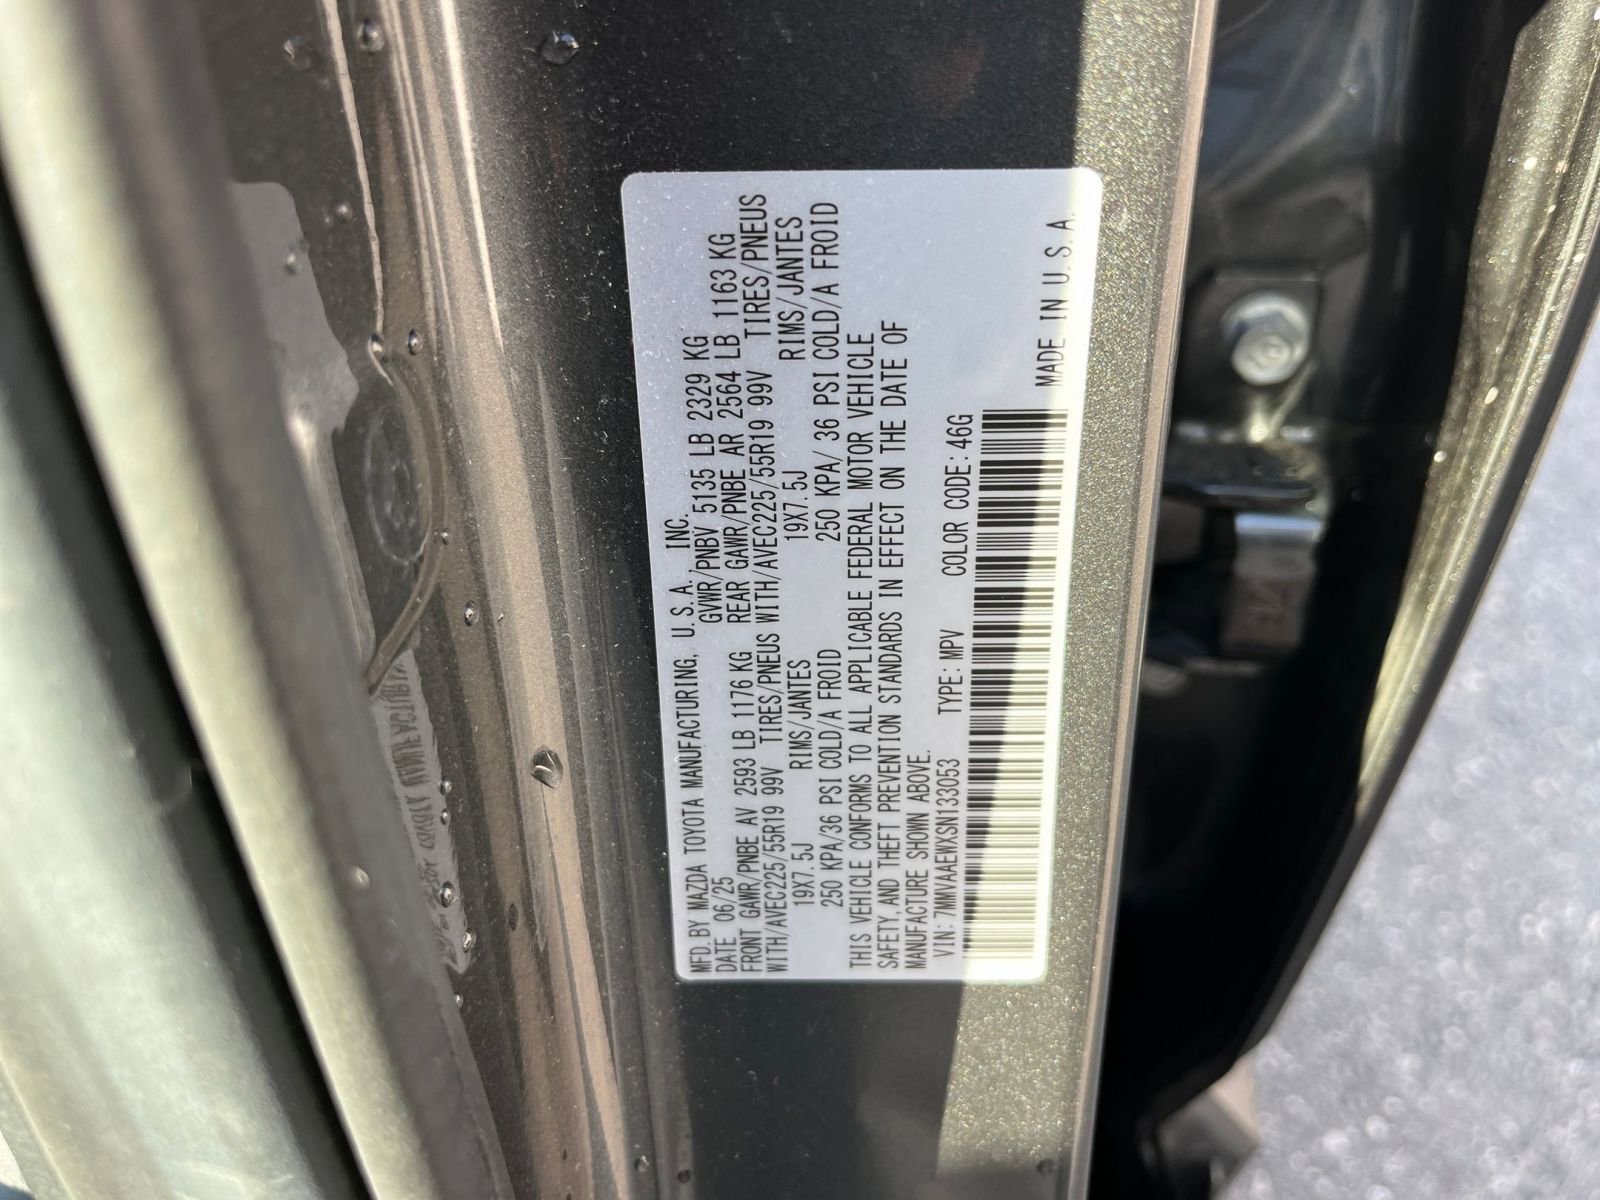 MFD. BY MAZDA TOYOTA MANUFACTURING, U. S. A. INC.
DATE 06/25 GVWR/PNBV 5135 LB 2329 KG
FRONT GAWR/PNBE AV 2593 LB 1176 KG REAR GAWR/PNBE AR 2564 LB 1163 KG
WITH/AVEC225/55R19 99V TIRES/PNEUS WITH/AVEC225/55R19 99V TIRES/PNEUS
19X7. 5J RIMS/JANTES 19X7. 5J RIMS/JANTES
250 KPA/36 PSI COLD/A FROID 250 KPA/ 36 PSI COLD/A FROID
THIS VEHICLE CONFORMS TO ALL APPLICABLE FEDERAL MOTOR VEHICLE
SAFETY, AND THEFT PREVENTION STANDARDS IN EFFECT ON THE DATE OF
MANUFACTURE SHOWN ABOVE.
VIN: 7MMVAAEMXSN133053 TYPE: MPV COLOR CODE: 46G
MADE IN U. S. A.